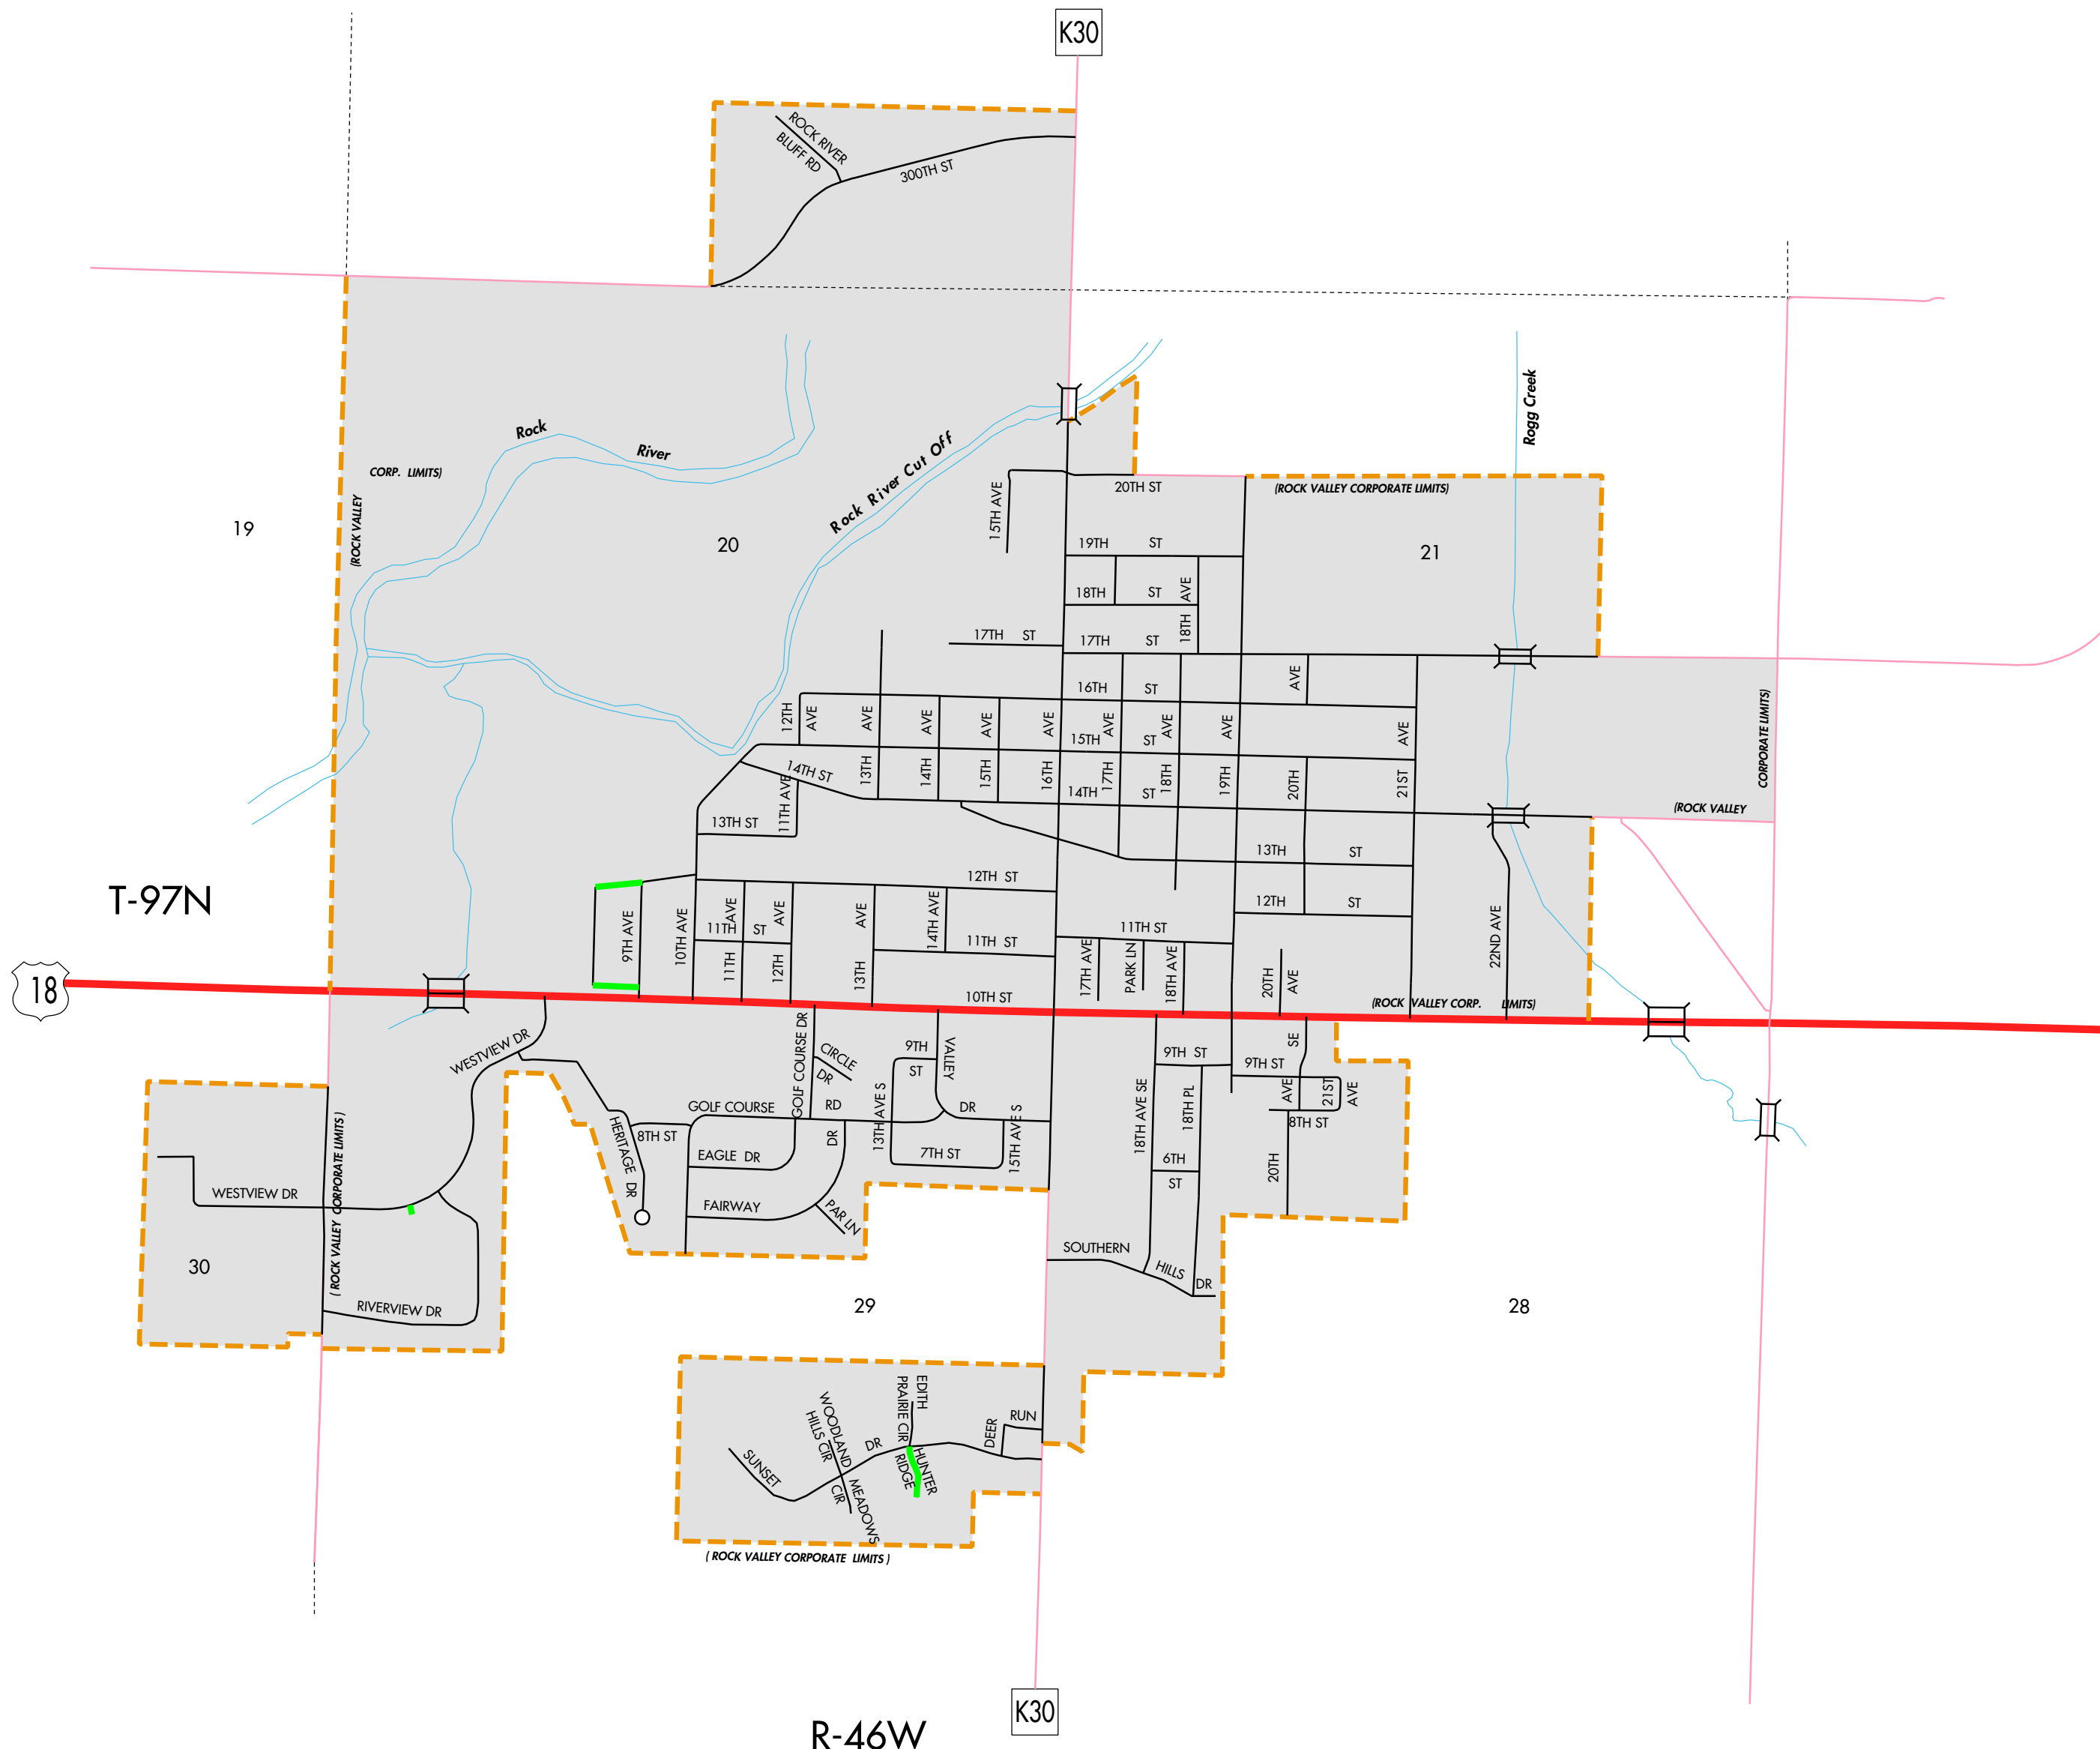 K30
ROCK RIVER
BLUFF RD
300TH ST
Rock
River
Rock River Cut Off
Rogg Creek
CORP. LIMITS)
(ROCK VALLEY
19
20
21
15TH AVE
20TH ST
(ROCK VALLEY CORPORATE LIMITS)
19TH ST
18TH ST
18TH AVE
17TH ST
17TH ST
16TH ST
AVE
12TH AVE
13TH AVE
14TH AVE
15TH AVE
16TH AVE
17TH AVE
18TH AVE
19TH AVE
20TH
21ST AVE
15TH ST
14TH ST
14TH ST
CORPORATE LIMITS)
(ROCK VALLEY
13TH ST
11TH AVE
13TH ST
12TH ST
12TH ST
T-97N
9TH AVE
10TH AVE
11TH AVE
11TH ST
12TH AVE
13TH AVE
14TH AVE
11TH ST
11TH ST
17TH AVE
PARK LN
18TH AVE
20TH AVE
22ND AVE
18
10TH ST
(ROCK VALLEY CORP. LIMITS)
WESTVIEW DR
GOLF COURSE DR
CIRCLE
DR
9TH
ST
VALLEY
DR
9TH ST
9TH ST
SE
AVE
21ST
AVE
8TH ST
20TH
18TH AVE SE
18TH PL
6TH
ST
GOLF COURSE RD
HERITAGE DR
8TH ST
EAGLE DR
FAIRWAY
DR
PAR LN
13TH AVE S
7TH ST
15TH AVE S
WESTVIEW DR
( ROCK VALLEY CORPORATE LIMITS )
30
RIVERVIEW DR
SOUTHERN
HILLS
DR
29
28
EDITH
PRAIRIE CIR
WOODLAND
HILLS CIR
DR
SUNSET
HUNTER
RIDGE
MEADOWS
CIR
DEER
RUN
( ROCK VALLEY CORPORATE LIMITS )
K30
R-46W